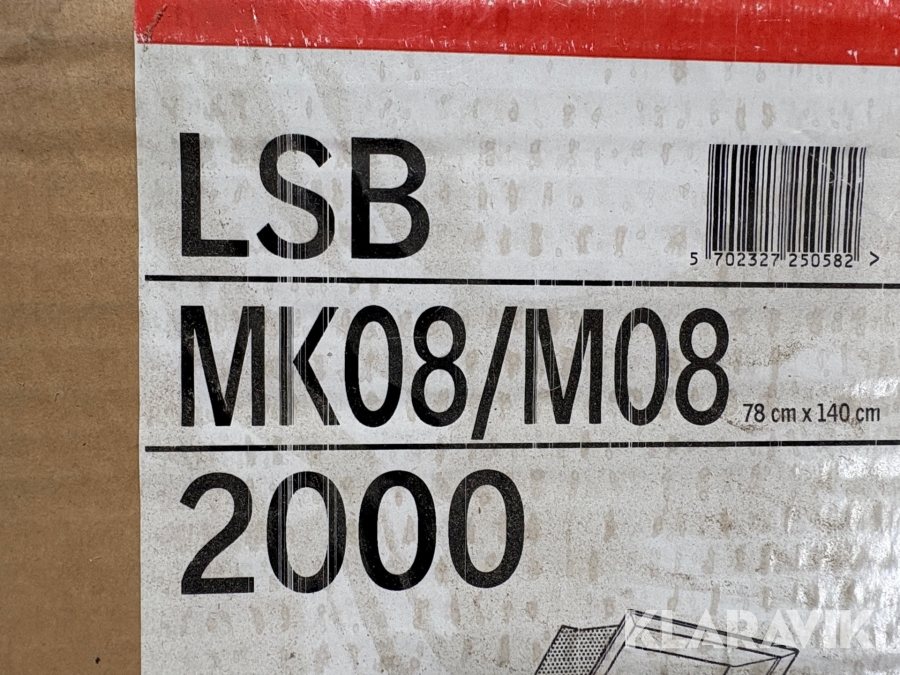 LSB
5 702327 250582 >
MK08/M08 78 cm x 140 cm
2000
KLARAVIK